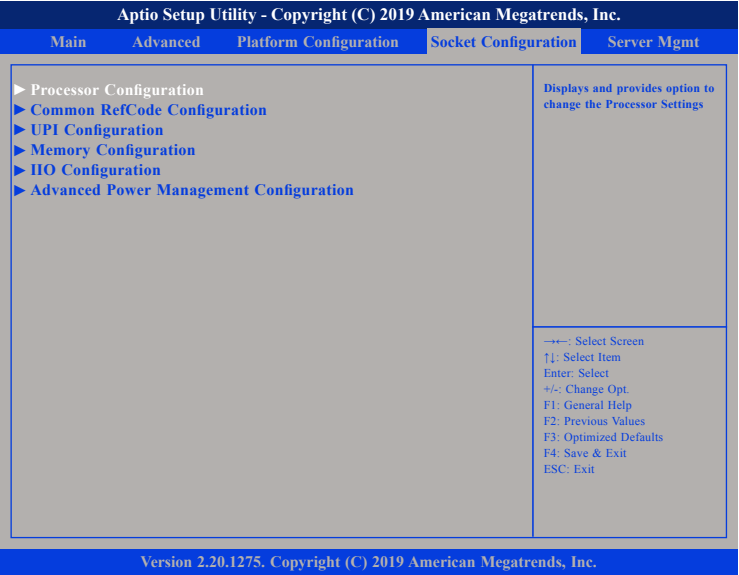 Aptio Setup Utility - Copyright (C) 2019 American Megatrends, Inc.
Main Advanced Platform Configuration Socket Configuration Server Mgmt
► Processor Configuration
► Common RefCode Configuration
► UPI Configuration
► Memory Configuration
► IIO Configuration
► Advanced Power Management Configuration
Displays and provides option to
change the Processor Settings
→←: Select Screen
↑↓: Select Item
Enter: Select
+/-: Change Opt.
F1: General Help
F2: Previous Values
F3: Optimized Defaults
F4: Save & Exit
ESC: Exit
Version 2.20.1275. Copyright (C) 2019 American Megatrends, Inc.